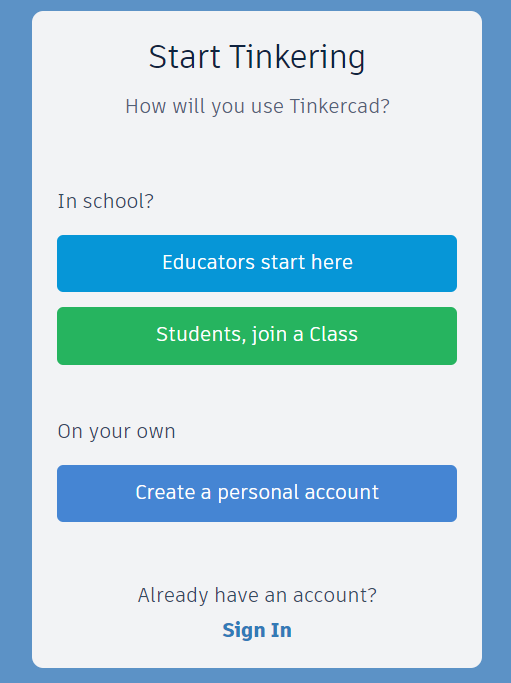 Start Tinkering
How will you use Tinkercad?
In school?
Educators start here
Students, join a Class
On your own
Create a personal account
Already have an account?
Sign In